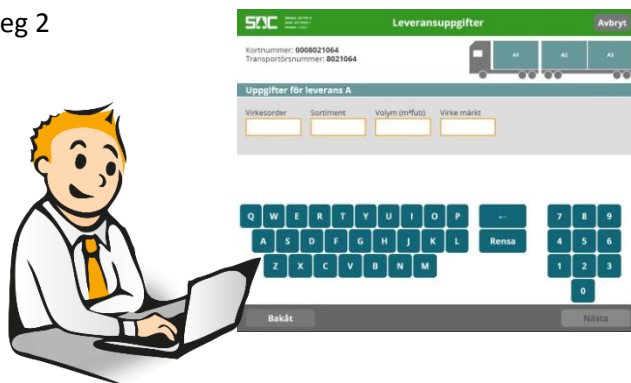 eg 2
SDC
Leveransuppgifter
Avbryt
Kortnummer: 0008021064
Transportörsnummer: 8021064
A1 A2 A3
Uppgifter för leverans A
Virkesorder Sortiment Volym (m³fub) Virke märkt
Q W E R T Y U I O P ← 7 8 9
A S D F G H J K L Rensa 4 5 6
Z X C V B N M 1 2 3
0
Bakåt Nästa